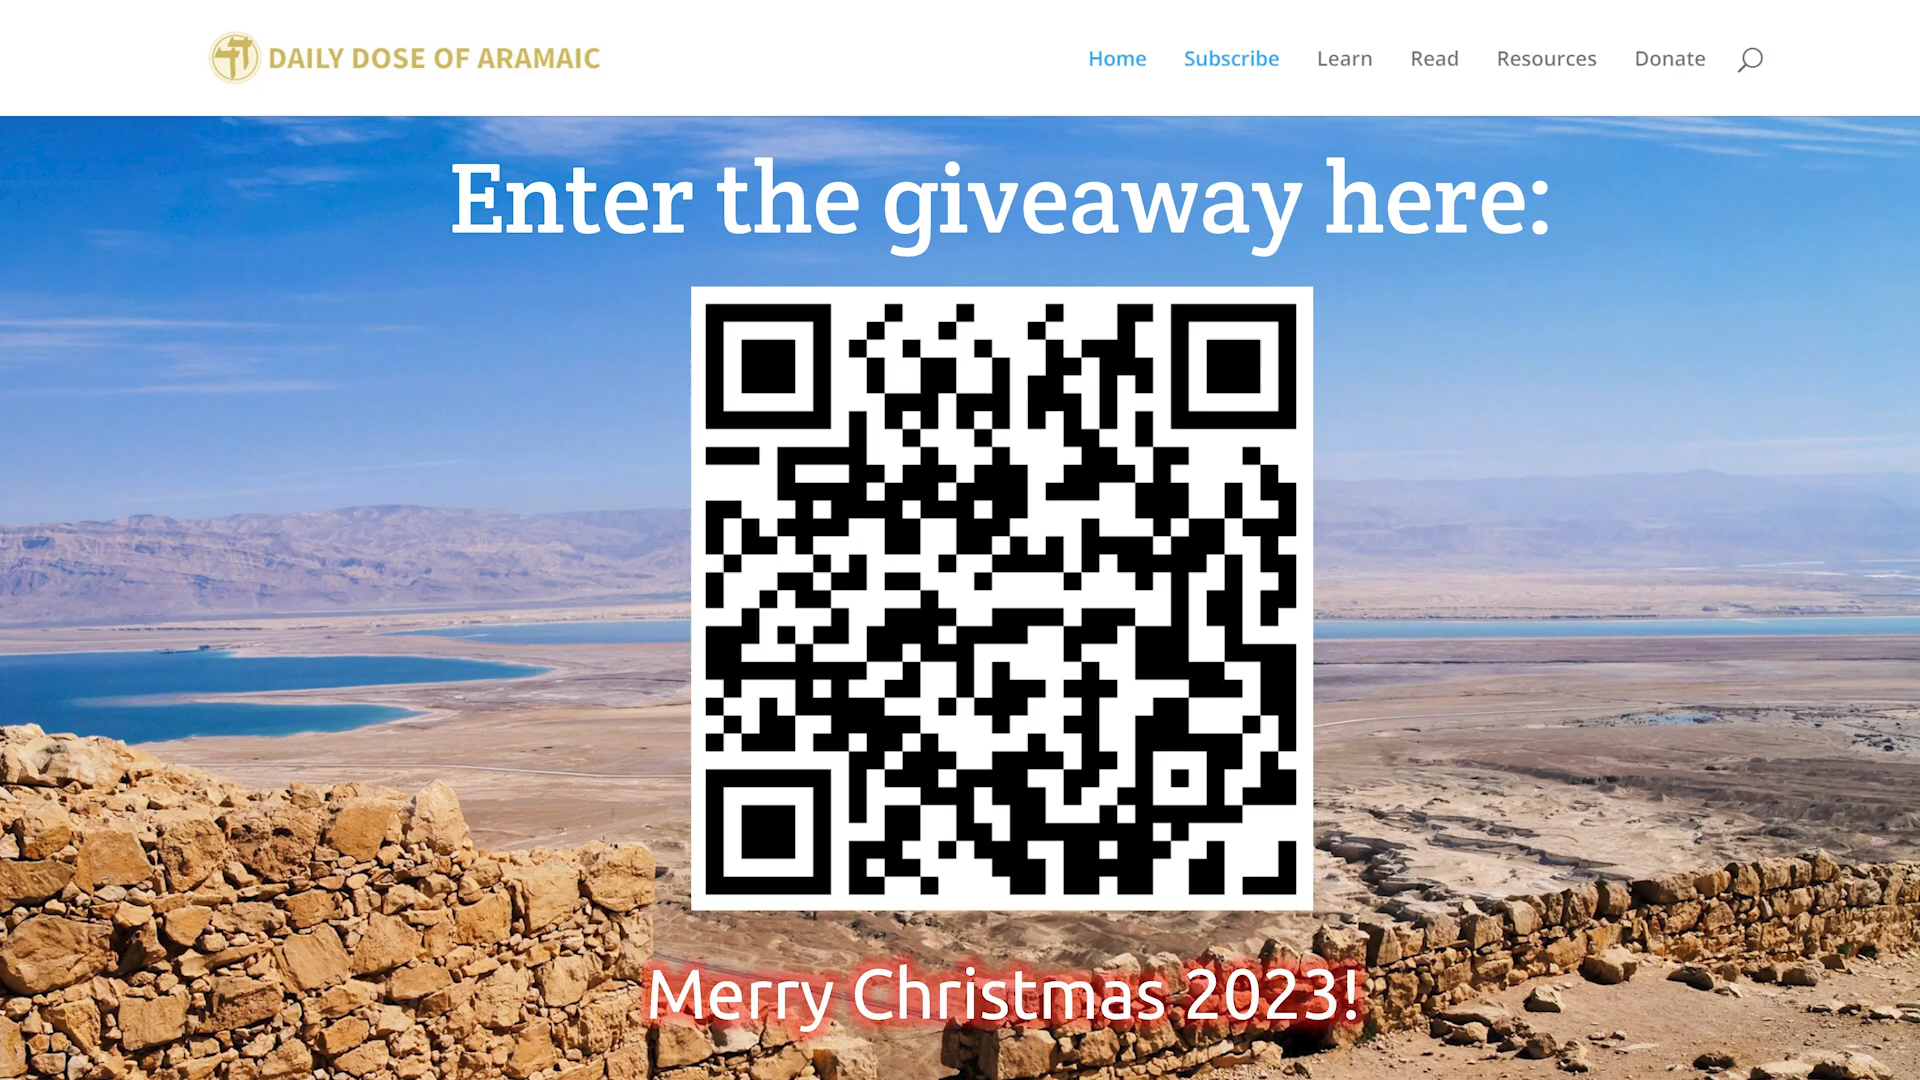 DAILY DOSE OF ARAMAIC
Home Subscribe Learn Read Resources Donate
Enter the giveaway here:
Merry Christmas 2023!